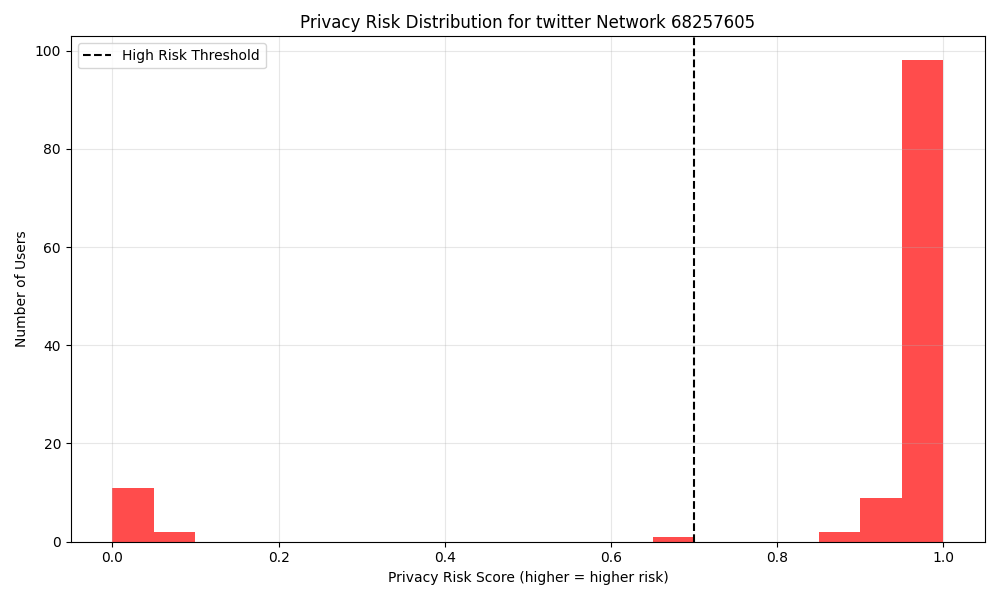 Privacy Risk Distribution for twitter Network 68257605
High Risk Threshold
100
80
60
40
20
0
Number of Users
0.0 0.2 0.4 0.6 0.8 1.0
Privacy Risk Score (higher = higher risk)